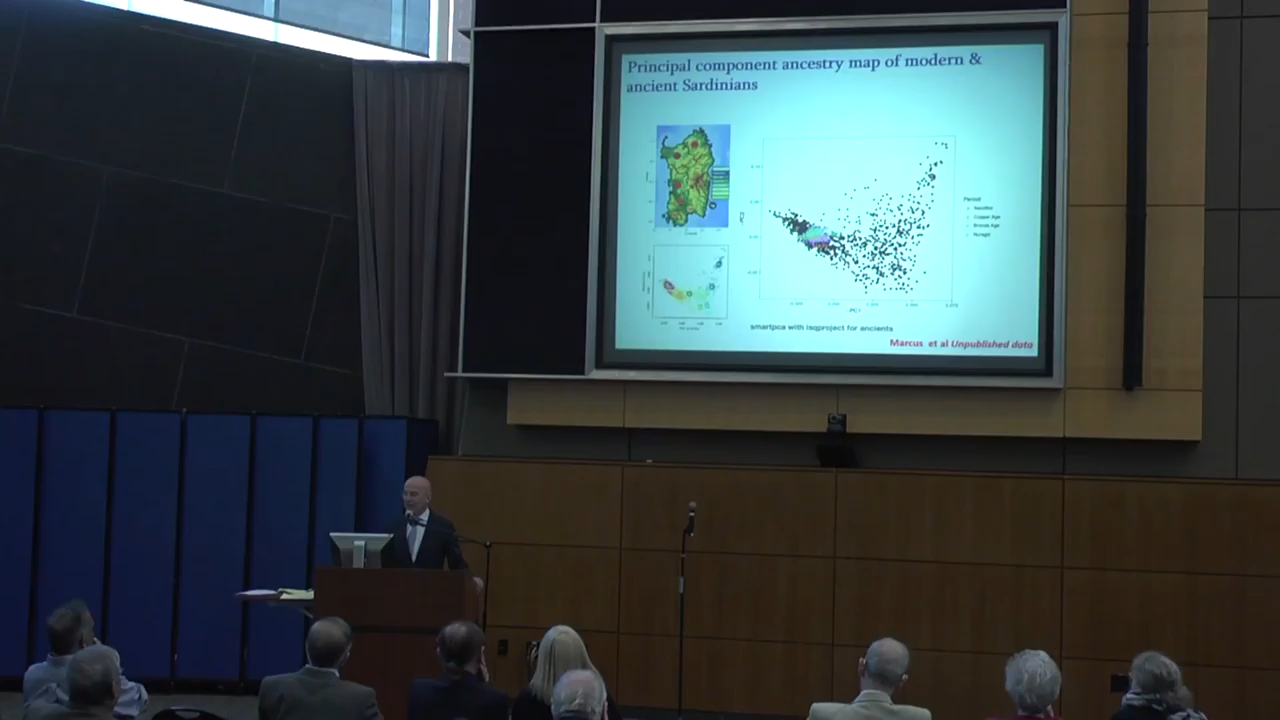 Principal component ancestry map of modern &
ancient Sardinians
Period
Neolithic
Copper Age
Bronze Age
Nuragic
PC1
smartpca with lsqproject for ancients
Marcus et al Unpublished data